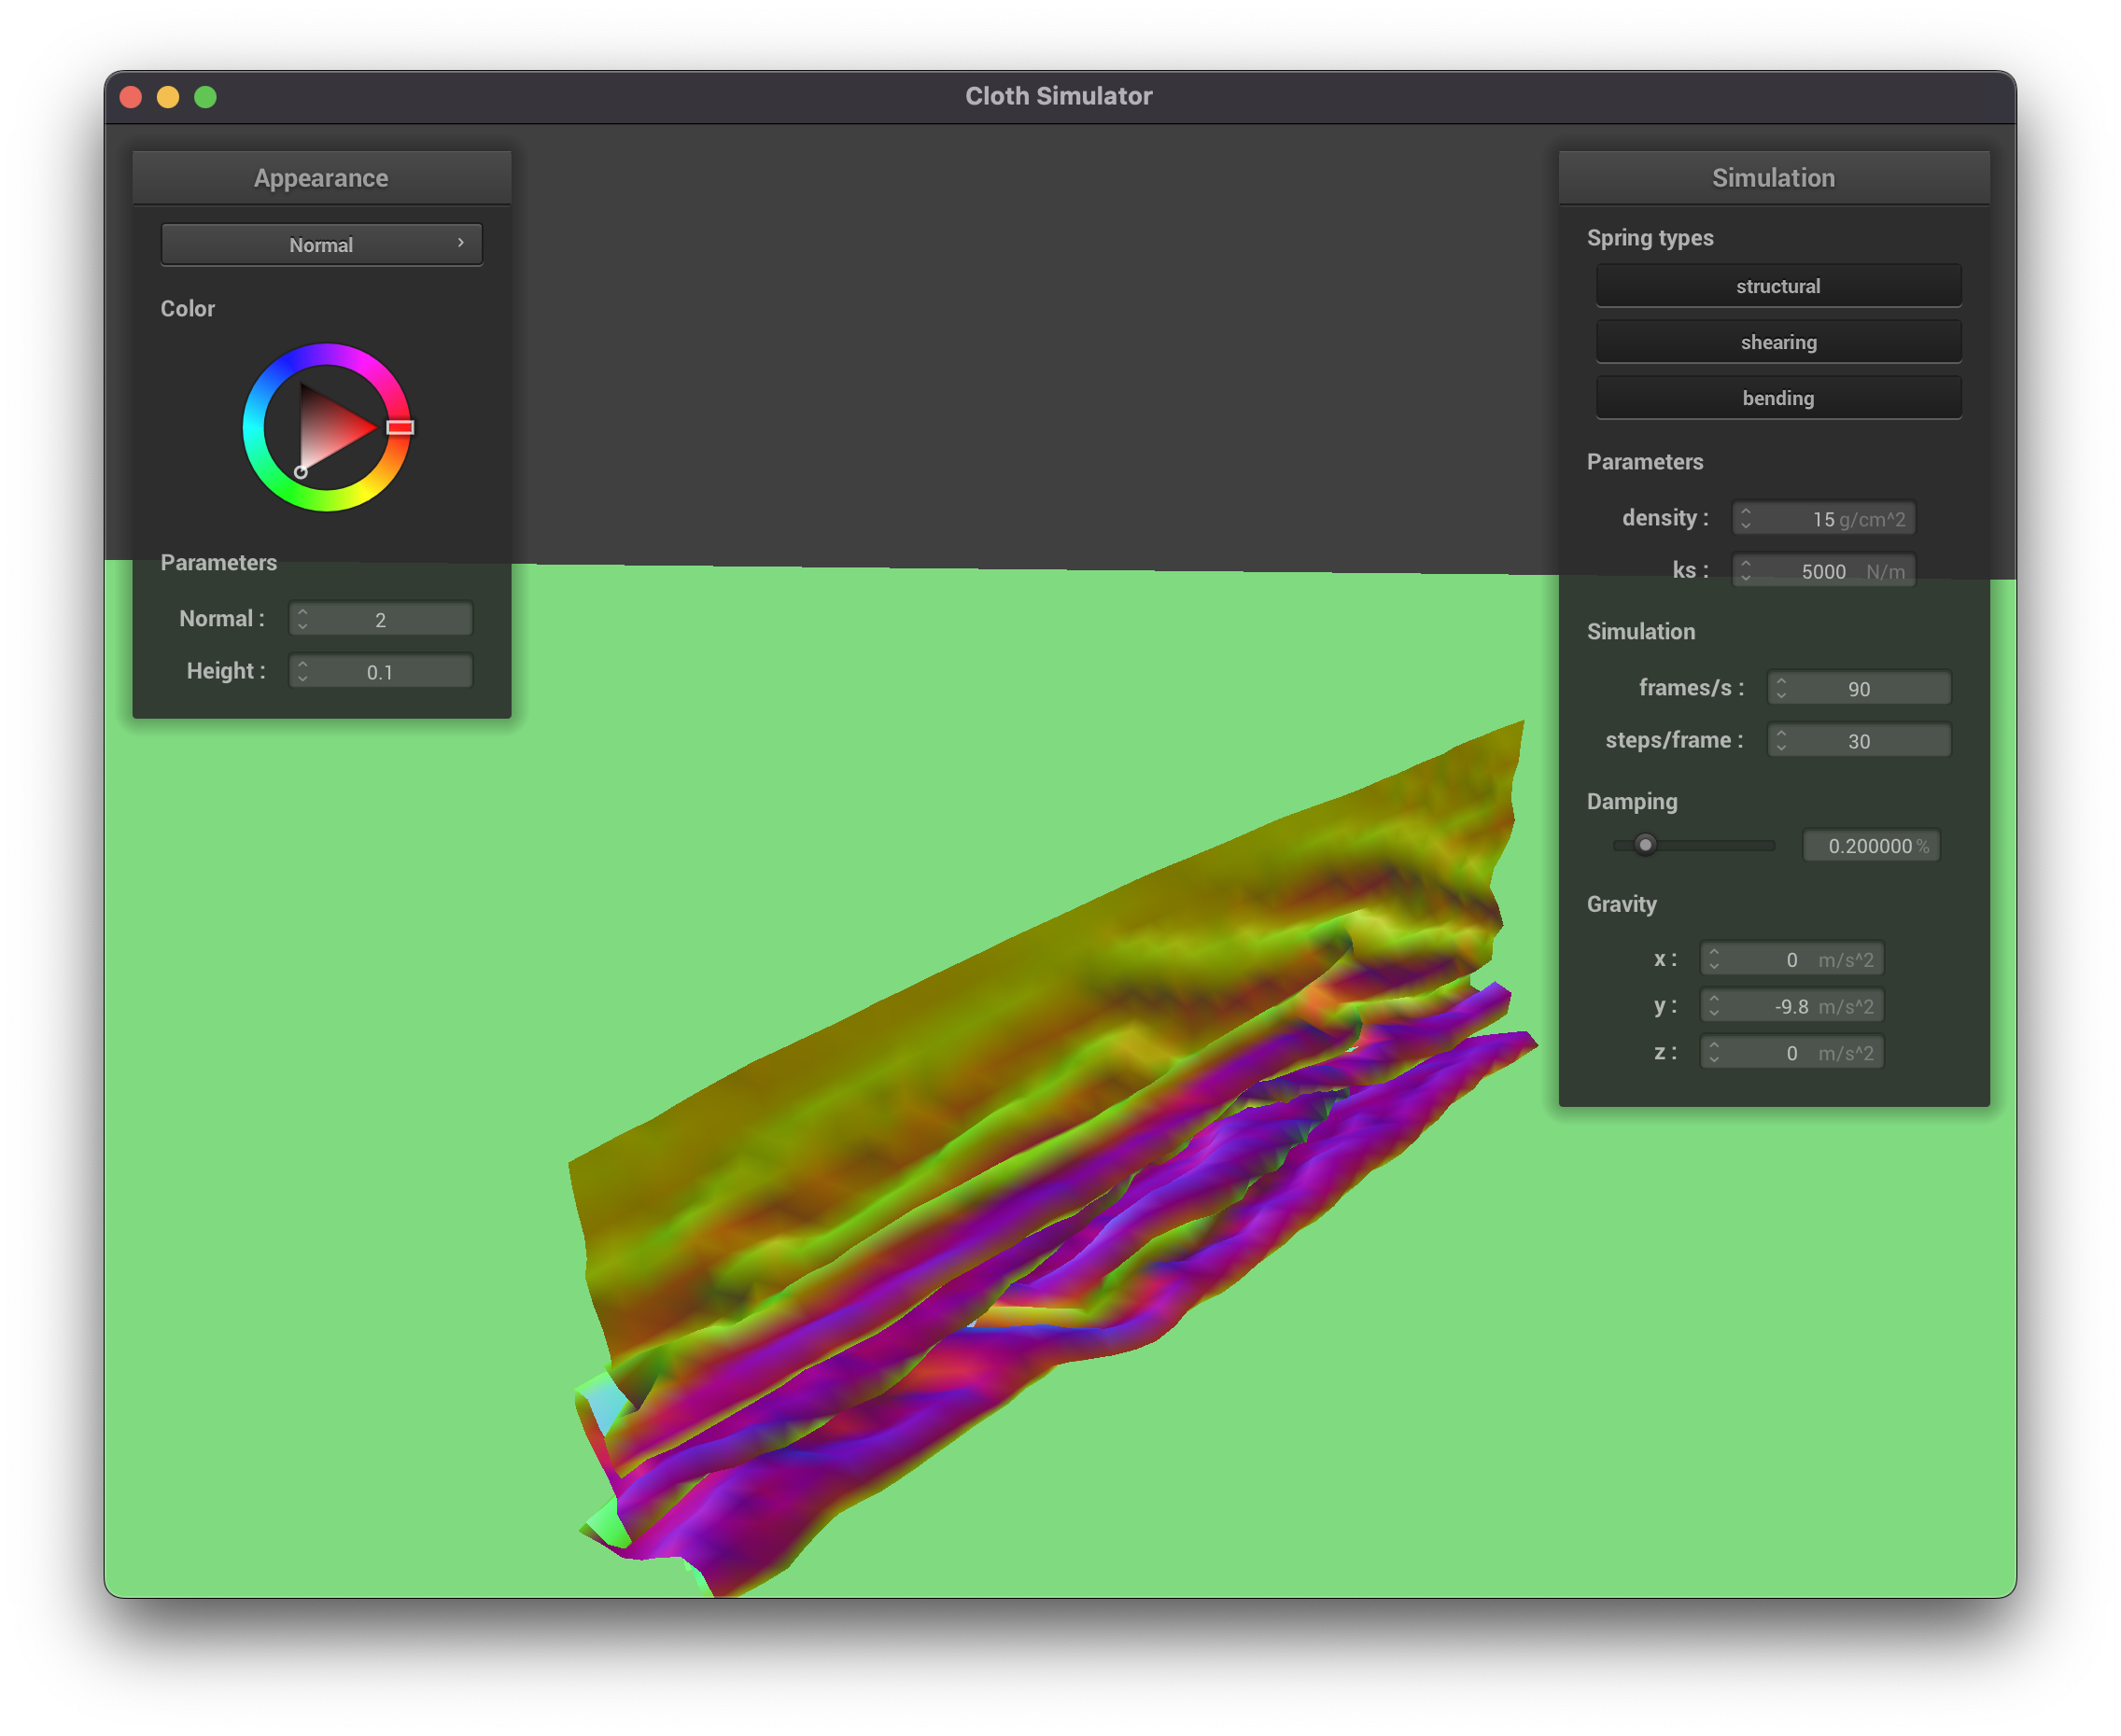 Cloth Simulator
Appearance
Normal
Color
Parameters
Normal : 2
Height : 0.1
Simulation
Spring types
structural
shearing
bending
Parameters
density : 15 g/cm^2
ks : 5000 N/m
Simulation
frames/s : 90
steps/frame : 30
Damping
0.200000 %
Gravity
x : 0 m/s^2
y : -9.8 m/s^2
z : 0 m/s^2